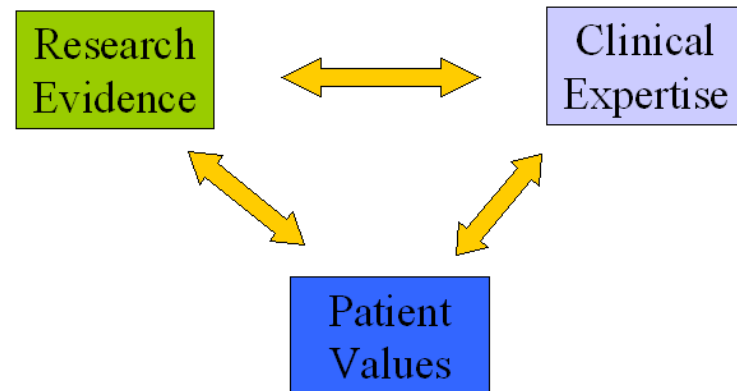 Research
Evidence
Clinical
Expertise
Patient
Values